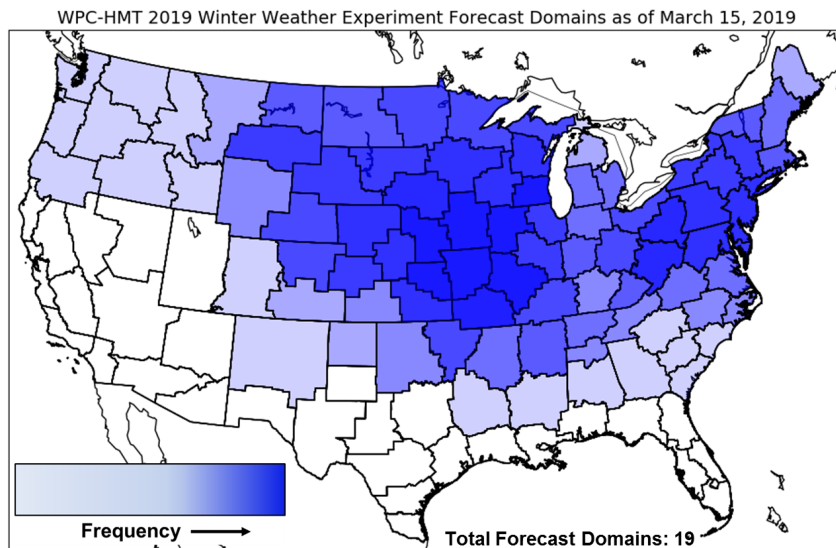 WPC-HMT 2019 Winter Weather Experiment Forecast Domains as of March 15, 2019
Frequency
Total Forecast Domains: 19